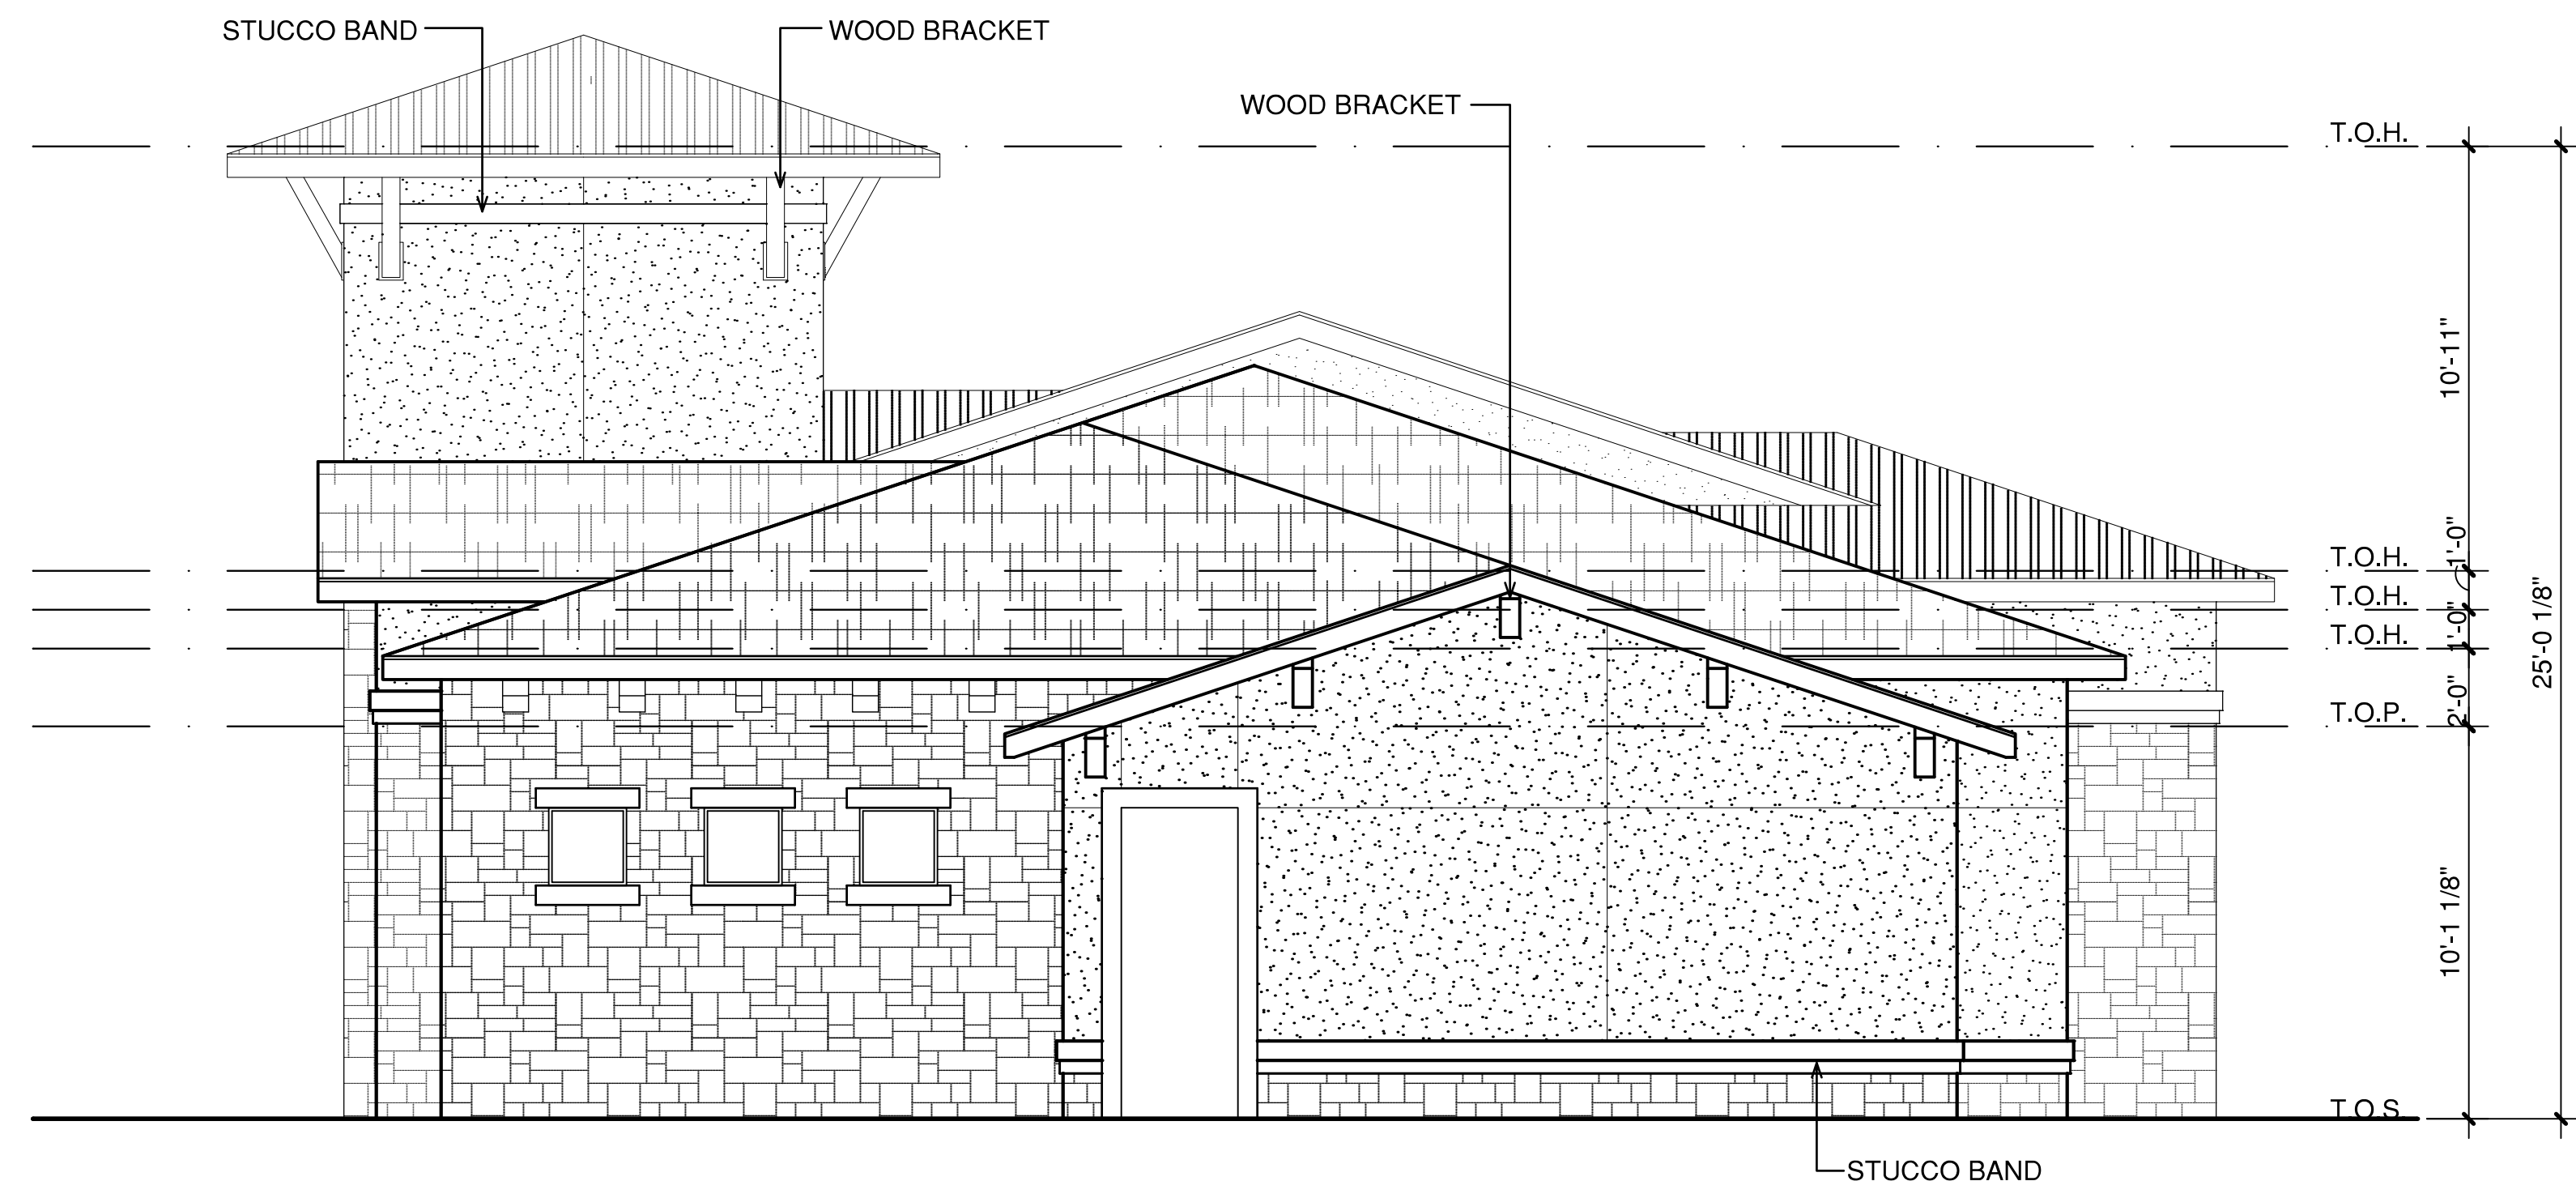 STUCCO BAND
WOOD BRACKET
WOOD BRACKET
T.O.H.
10'-11"
1'-0"
T.O.H.
T.O.H.
1'-0"
T.O.H.
25'-0 1/8"
2'-0"
T.O.P.
10'-1 1/8"
T.O.S.
STUCCO BAND